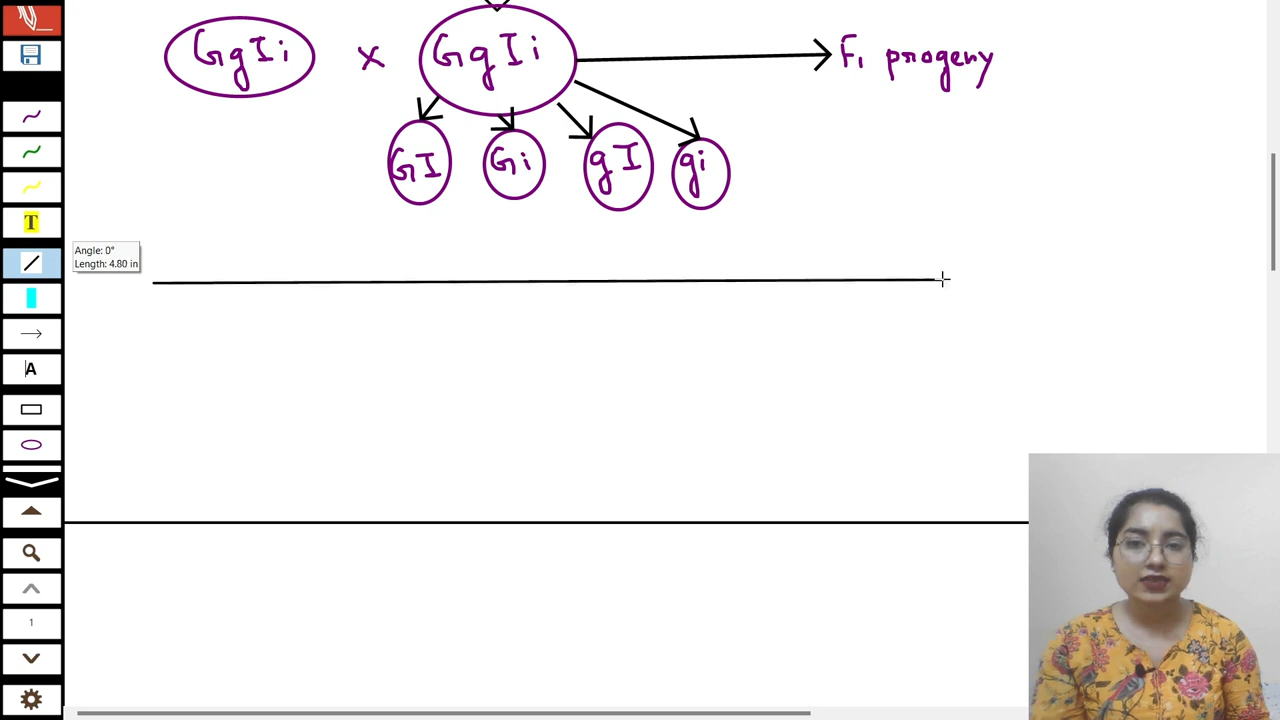 GgIi x GgIi F1 progeny
GI Gi gI gi
T
Angle: 0°
Length: 4.80 in
A
1